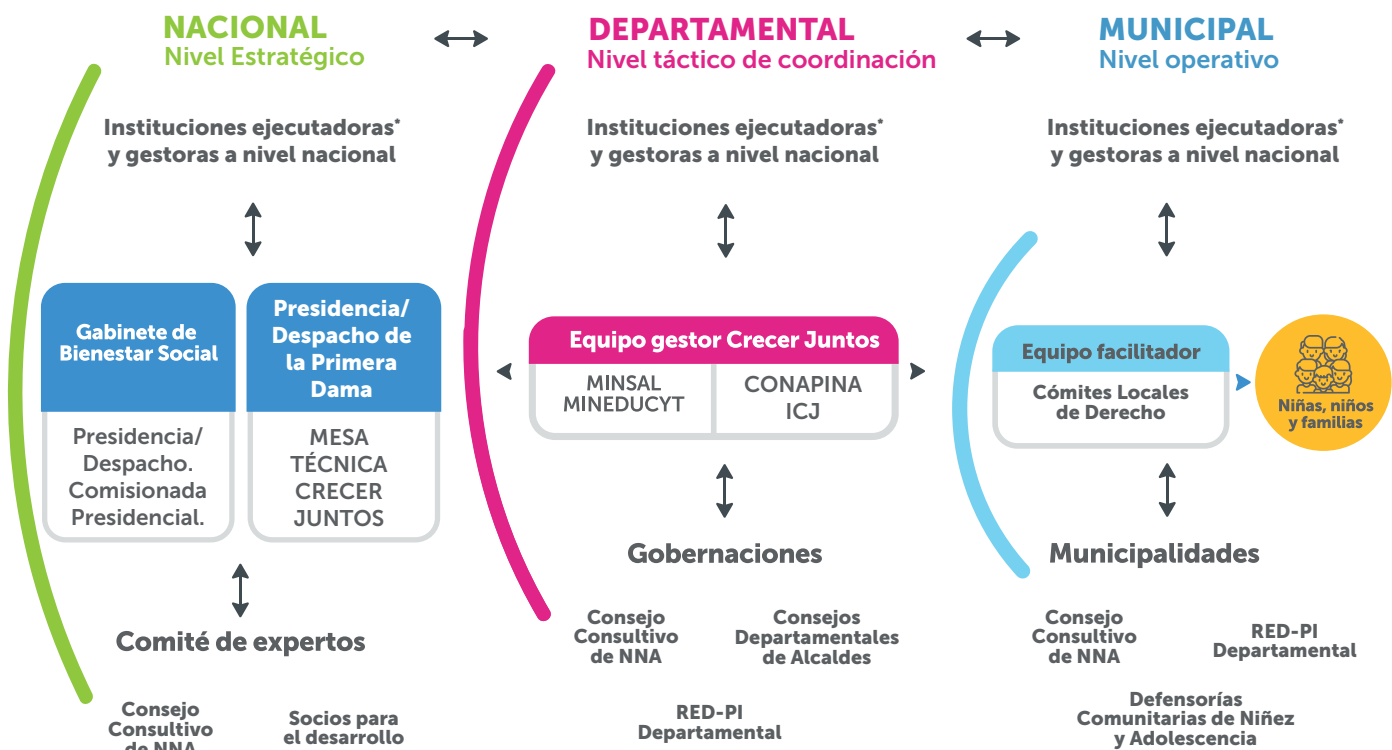 NACIONAL
Nivel Estratégico
Instituciones ejecutadoras*
y gestoras a nivel nacional
Gabinete de
Bienestar Social
Presidencia/
Despacho.
Comisionada
Presidencial.
Presidencia/
Despacho de
la Primera
Dama
MESA
TÉCNICA
CRECER
JUNTOS
Comité de expertos
Consejo
Consultivo
de NNA
Socios para
el desarrollo
DEPARTAMENTAL
Nivel táctico de coordinación
Instituciones ejecutadoras*
y gestoras a nivel nacional
Equipo gestor Crecer Juntos
MINSAL
MINEDUCYT
CONAPINA
ICJ
Gobernaciones
Consejo
Consultivo
de NNA
Consejos
Departamentales
de Alcaldes
RED-PI
Departamental
MUNICIPAL
Nivel operativo
Instituciones ejecutadoras*
y gestoras a nivel nacional
Equipo facilitador
Cómites Locales
de Derecho
Niñas, niños
y familias
Municipalidades
Consejo
Consultivo
de NNA
RED-PI
Departamental
Defensorías
Comunitarias de Niñez
y Adolescencia